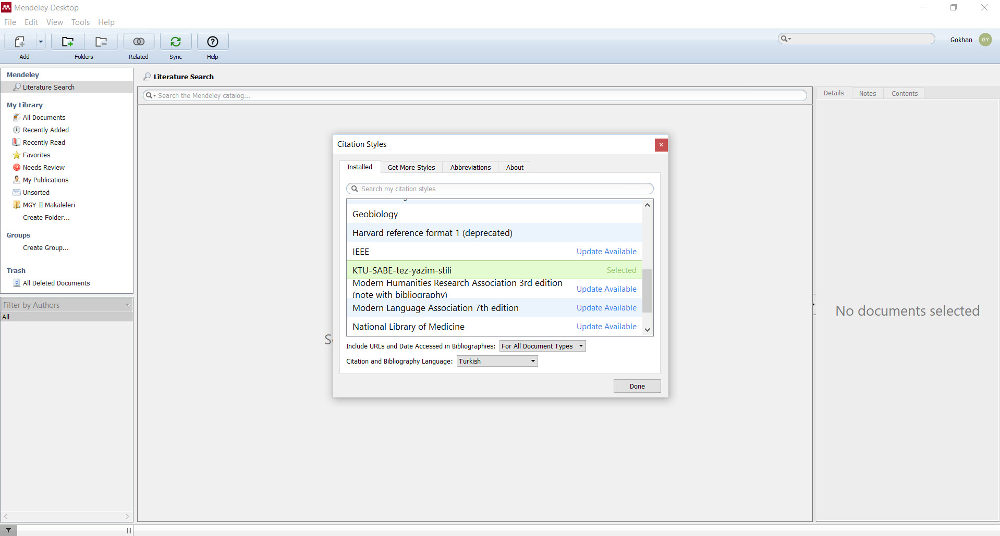 Mendeley Desktop
File Edit View Tools Help
Add Folders Related Sync Help
Gokhan GY
Mendeley
Literature Search
My Library
All Documents
Recently Added
Recently Read
Favorites
Needs Review
My Publications
Unsorted
MGY-II Makaleleri
Create Folder...
Groups
Create Group...
Trash
All Deleted Documents
Filter by Authors
All
Literature Search
Search the Mendeley catalog...
Citation Styles
Installed Get More Styles Abbreviations About
Search my citation styles
Geobiology
Harvard reference format 1 (deprecated)
IEEE Update Available
KTU-SABE-tez-yazim-stili Selected
Modern Humanities Research Association 3rd edition
(note with bibliography) Update Available
Modern Language Association 7th edition Update Available
National Library of Medicine Update Available
Include URLs and Date Accessed in Bibliographies: For All Document Types
Citation and Bibliography Language: Turkish
Done
Details Notes Contents
No documents selected